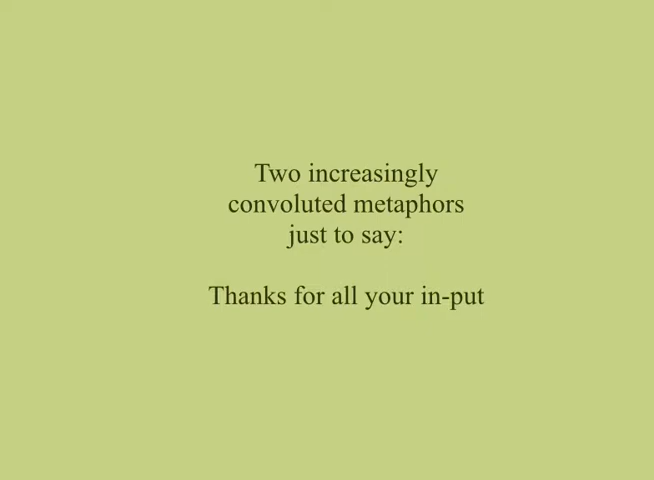 Two increasingly
convoluted metaphors
just to say:
Thanks for all your in-put